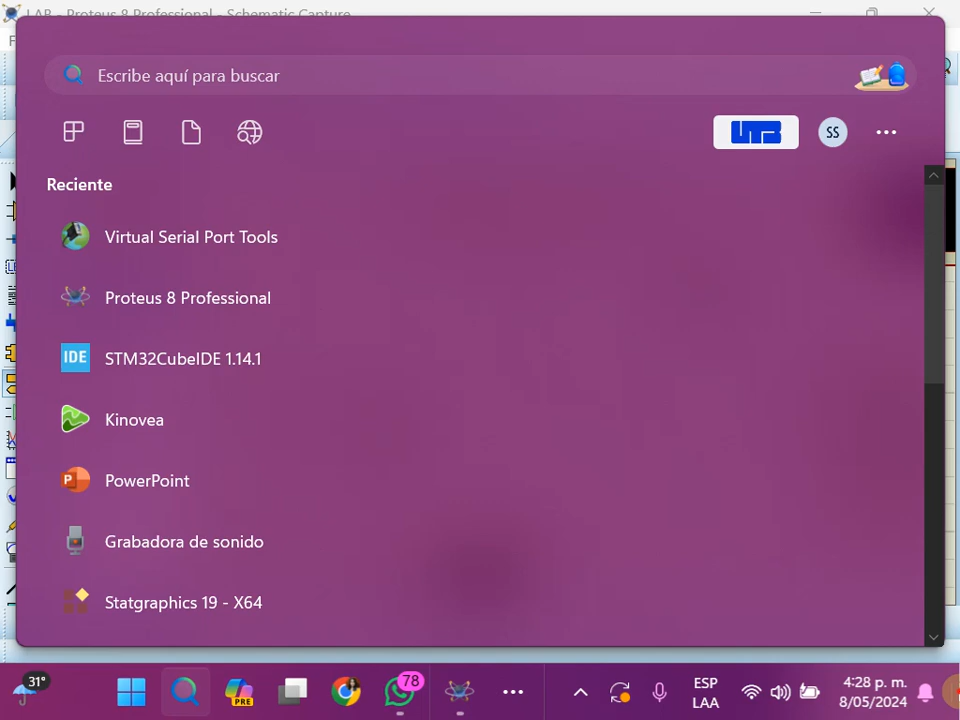 LAB - Proteus 8 Professional - Schematic Capture
Escribe aquí para buscar
UTB
SS
Reciente
Virtual Serial Port Tools
Proteus 8 Professional
IDE
STM32CubeIDE 1.14.1
Kinovea
P
PowerPoint
Grabadora de sonido
Statgraphics 19 - X64
31°
PRE
78
ESP
LAA
4:28 p. m.
8/05/2024